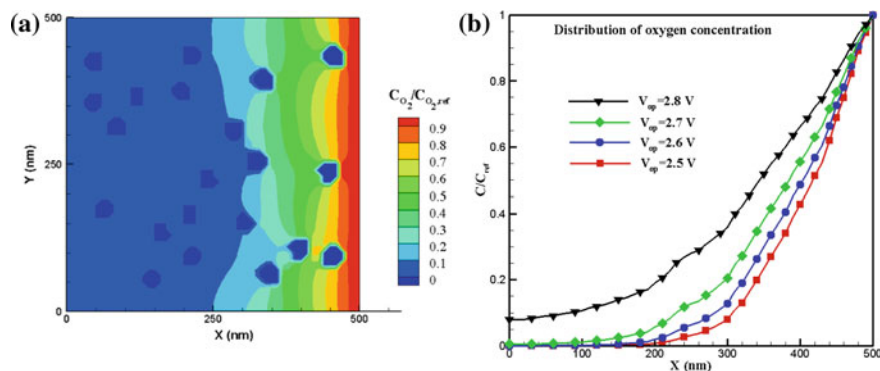 (a)
500
250
0
Y (nm)
0
250
500
X (nm)
C_O2/C_O2,ref
0.9
0.8
0.7
0.6
0.5
0.4
0.3
0.2
0.1
0
(b)
Distribution of oxygen concentration
V_op=2.8 V
V_op=2.7 V
V_op=2.6 V
V_op=2.5 V
1
0.8
0.6
0.4
0.2
0
C/C_ref
0
100
200
300
400
500
X (nm)